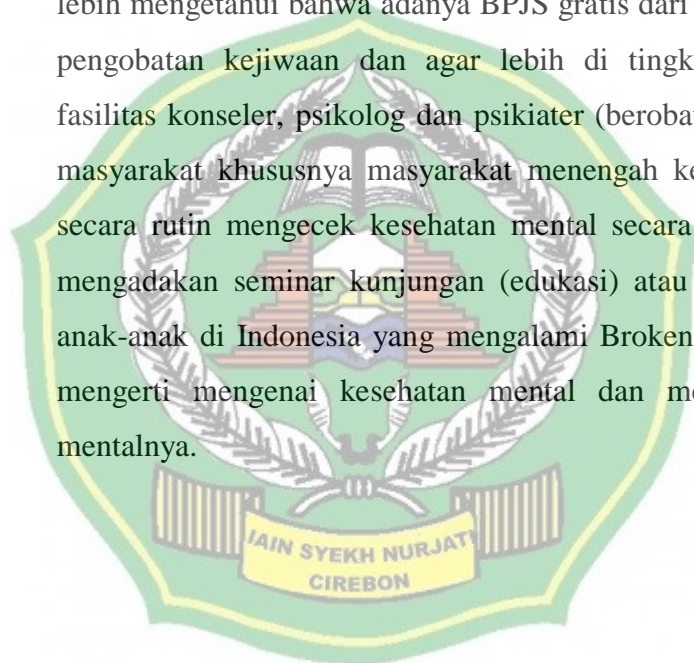 lebih mengetahui bahwa adanya BPJS gratis dari
pengobatan kejiwaan dan agar lebih di tingk
fasilitas konseler, psikolog dan psikiater (beroba
masyarakat khususnya masyarakat menengah ke
secara rutin mengecek kesehatan mental secara
mengadakan seminar kunjungan (edukasi) atau
anak-anak di Indonesia yang mengalami Broken
mengerti mengenai kesehatan mental dan me
mentalnya.
IAIN SYEKH NURJATI
CIREBON